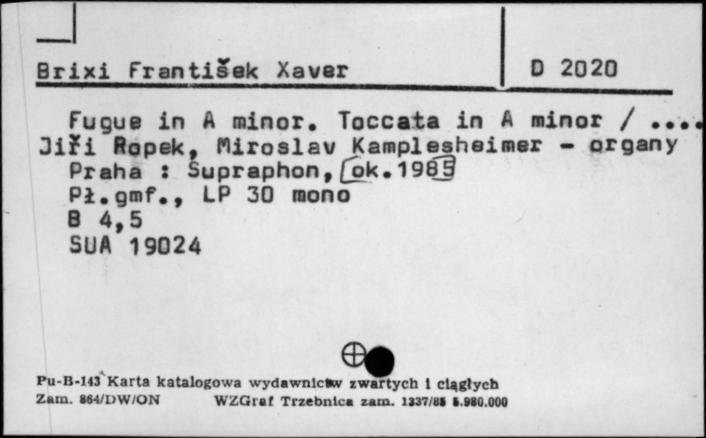 Brixi František Xaver D 2020
Fugue in A minor. Toccata in A minor / ....
Jiří Ropek, Miroslav Kamplesheimer - organy
Praha : Supraphon, [ok.1985]
Pł.gmf., LP 30 mono
B 4,5
SUA 19024
Pu-B-143 Karta katalogowa wydawnictw zwartych i ciągłych
Zam. 864/DW/ON WZGraf Trzebnica zam. 1337/85 5.980.000